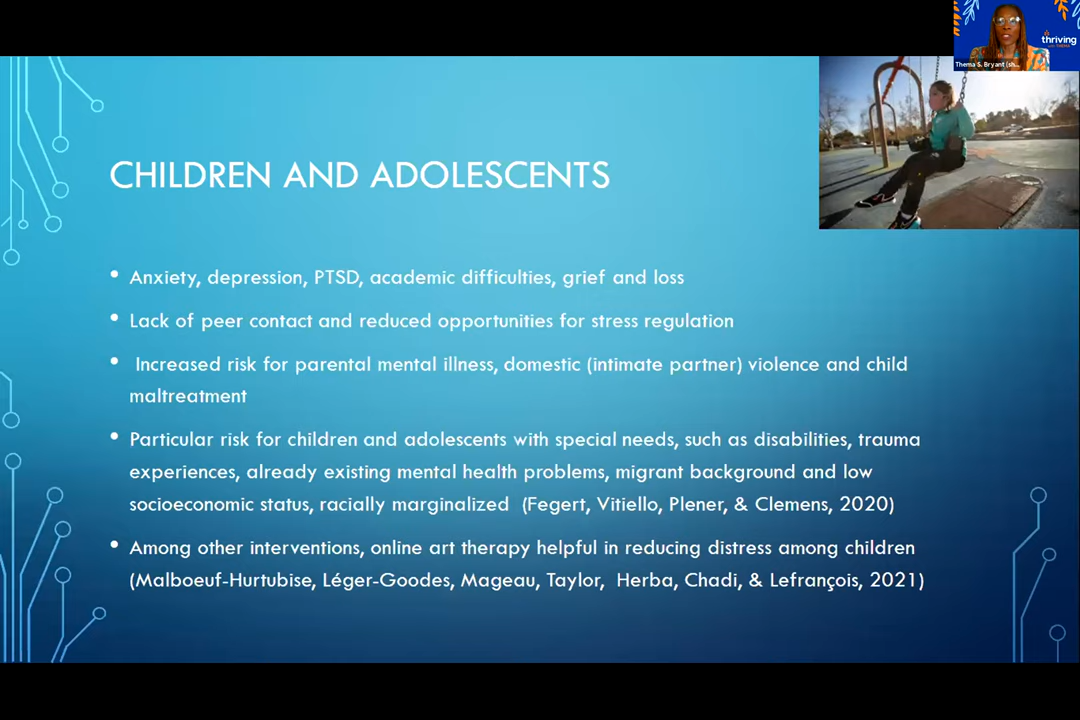 thriving
WITH THEMA
Thema S. Bryant (sh...
CHILDREN AND ADOLESCENTS
• Anxiety, depression, PTSD, academic difficulties, grief and loss
• Lack of peer contact and reduced opportunities for stress regulation
• Increased risk for parental mental illness, domestic (intimate partner) violence and child
maltreatment
• Particular risk for children and adolescents with special needs, such as disabilities, trauma
experiences, already existing mental health problems, migrant background and low
socioeconomic status, racially marginalized (Fegert, Vitiello, Plener, & Clemens, 2020)
• Among other interventions, online art therapy helpful in reducing distress among children
(Malboeuf-Hurtubise, Léger-Goodes, Mageau, Taylor, Herba, Chadi, & Lefrançois, 2021)